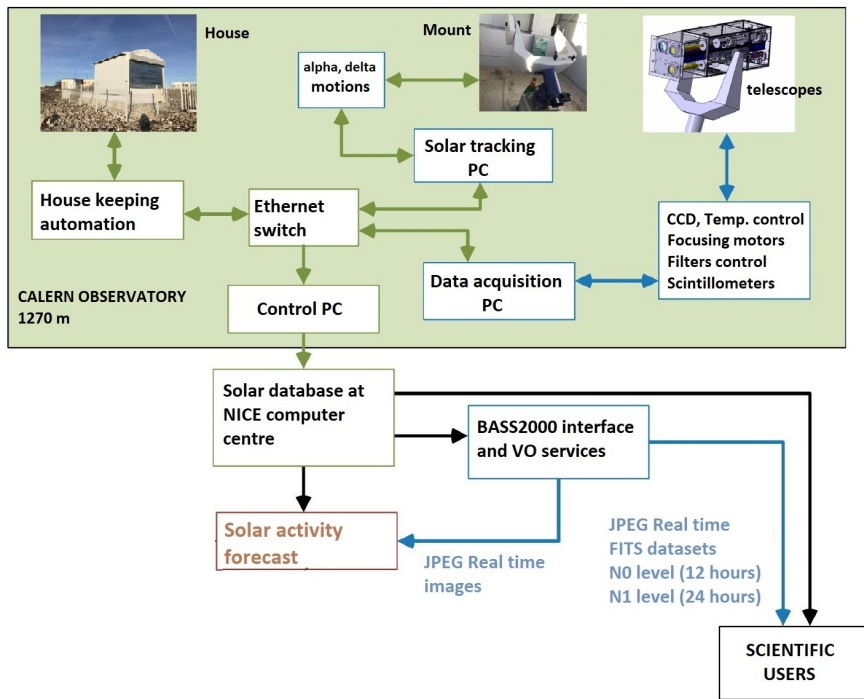 House
Mount
telescopes
alpha, delta
motions
Solar tracking
PC
House keeping
automation
Ethernet
switch
CCD, Temp. control
Focusing motors
Filters control
Scintillometers
Data acquisition
PC
CALERN OBSERVATORY
1270 m
Control PC
Solar database at
NICE computer
centre
BASS2000 interface
and VO services
Solar activity
forecast
JPEG Real time
images
JPEG Real time
FITS datasets
N0 level (12 hours)
N1 level (24 hours)
SCIENTIFIC
USERS